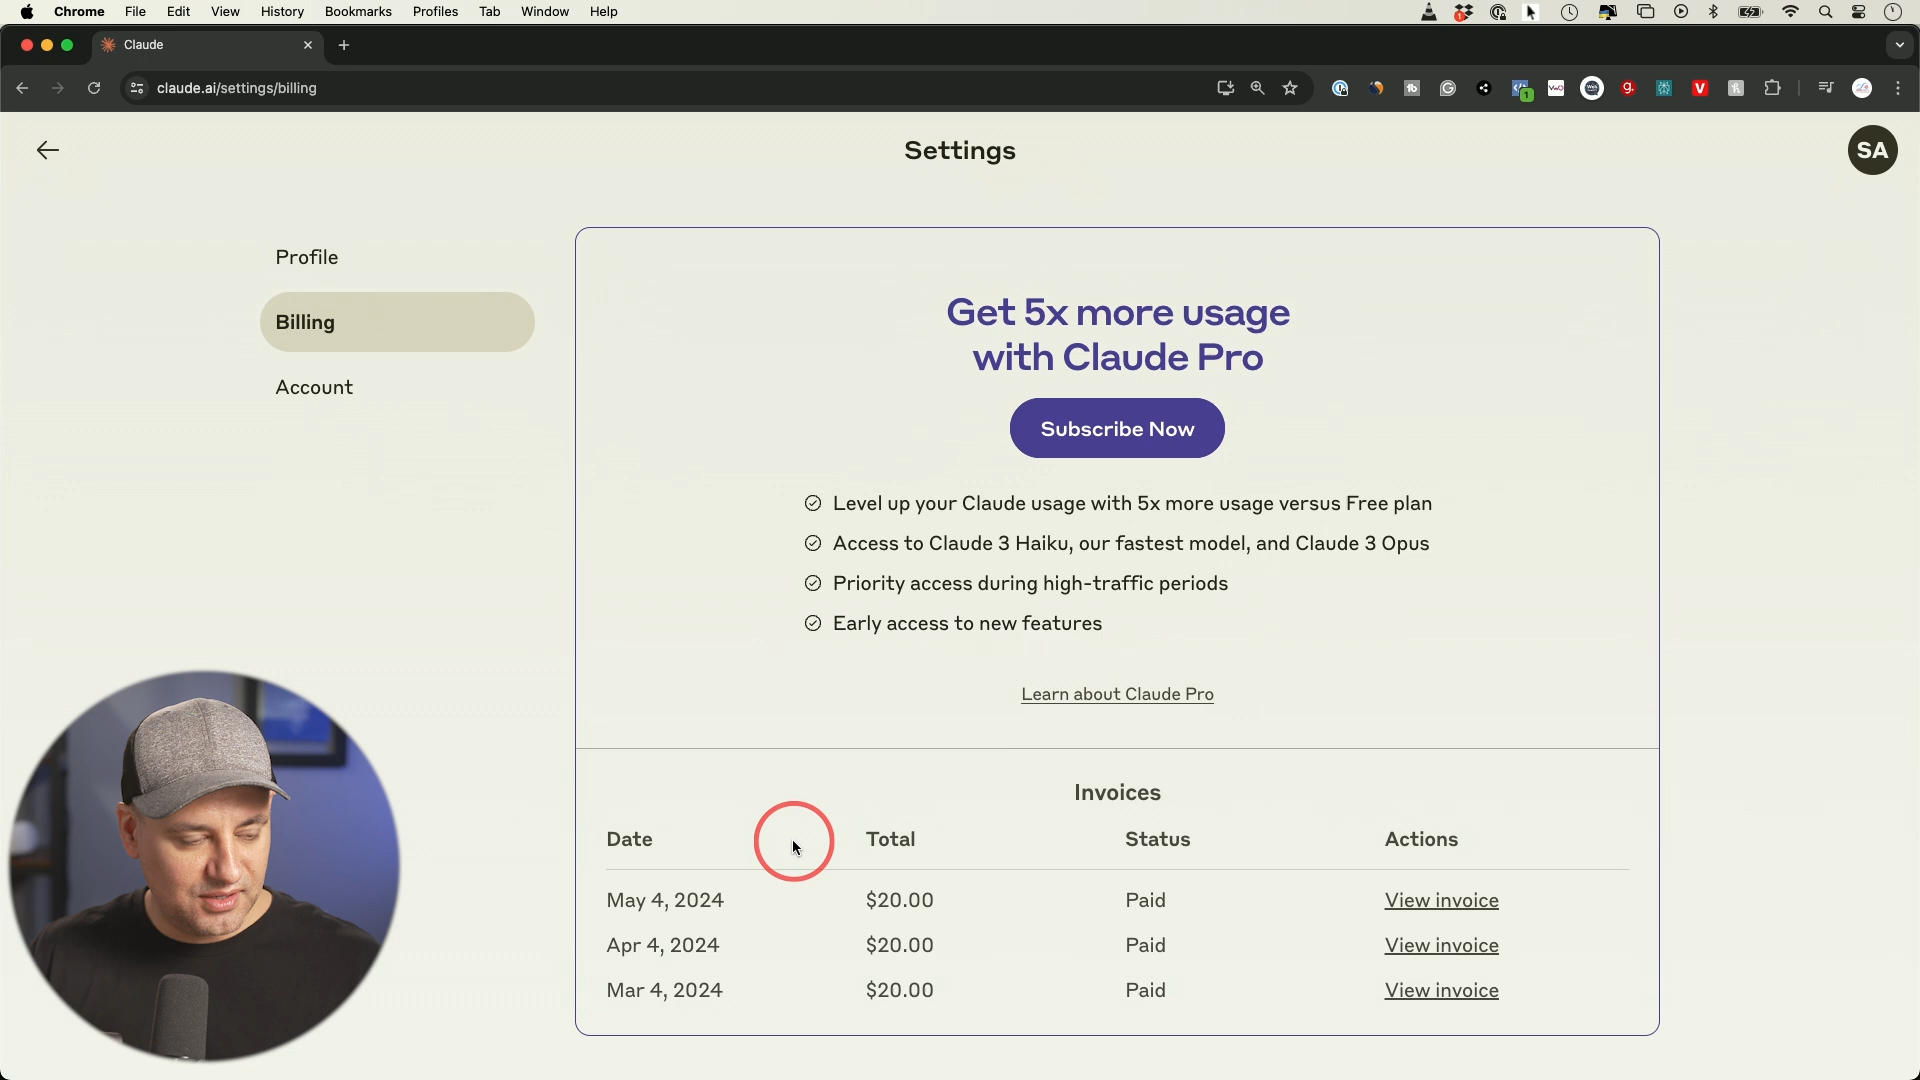 Chrome File Edit View History Bookmarks Profiles Tab Window Help
Claude
claude.ai/settings/billing
Settings
SA
Profile
Billing
Account
Get 5x more usage
with Claude Pro
Subscribe Now
Level up your Claude usage with 5x more usage versus Free plan
Access to Claude 3 Haiku, our fastest model, and Claude 3 Opus
Priority access during high-traffic periods
Early access to new features
Learn about Claude Pro
Invoices
Date Total Status Actions
May 4, 2024 $20.00 Paid View invoice
Apr 4, 2024 $20.00 Paid View invoice
Mar 4, 2024 $20.00 Paid View invoice